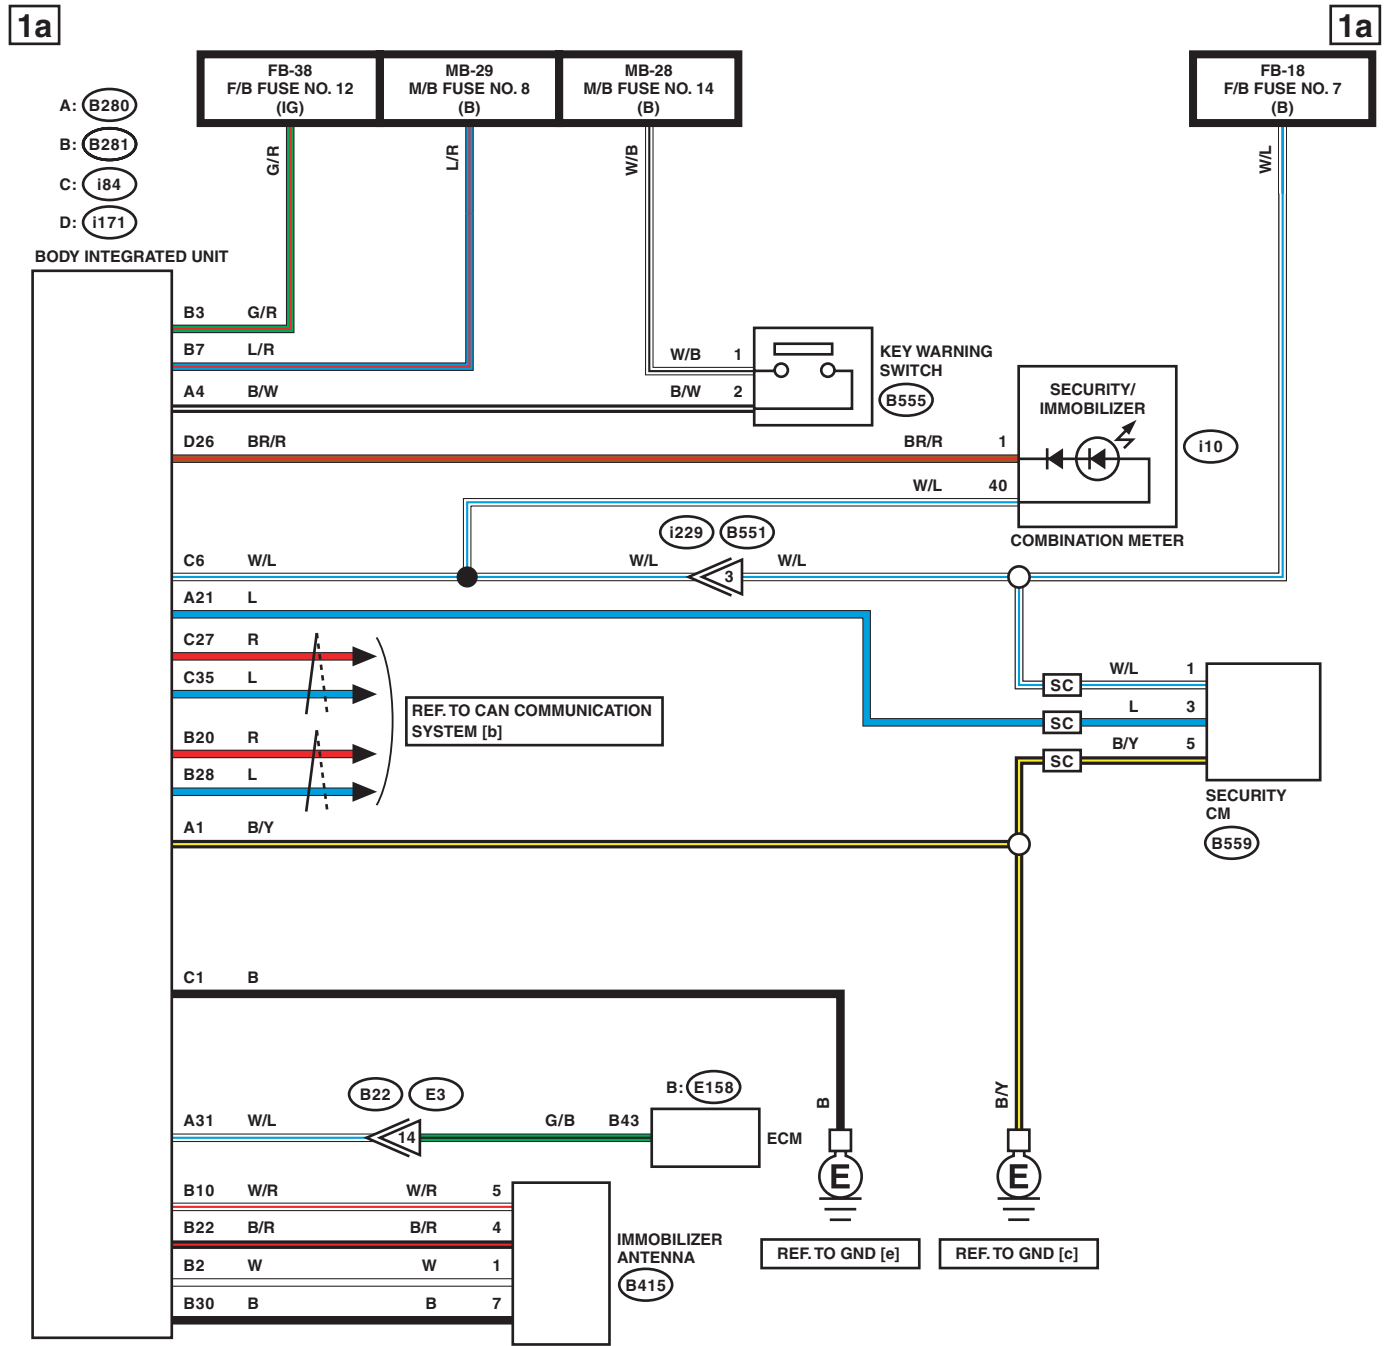 1a
1a
FB-38
F/B FUSE NO. 12
(IG)
MB-29
M/B FUSE NO. 8
(B)
MB-28
M/B FUSE NO. 14
(B)
FB-18
F/B FUSE NO. 7
(B)
A: B280
B: B281
C: i84
D: i171
G/R
L/R
W/B
W/L
BODY INTEGRATED UNIT
B3 G/R
B7 L/R
W/B 1
KEY WARNING
SWITCH
B555
A4 B/W
B/W 2
SECURITY/
IMMOBILIZER
D26 BR/R
BR/R 1
i10
W/L 40
COMBINATION METER
i229 B551
C6 W/L
W/L
3
W/L
A21 L
C27 R
C35 L
REF. TO CAN COMMUNICATION
SYSTEM [b]
B20 R
B28 L
SC W/L 1
SC L 3
SC B/Y 5
SECURITY
CM
B559
A1 B/Y
C1 B
B
B/Y
B22 E3
B: E158
A31 W/L
14
G/B B43
ECM
E
E
REF. TO GND [e]
REF. TO GND [c]
B10 W/R
W/R 5
B22 B/R
B/R 4
B2 W
W 1
B30 B
B 7
IMMOBILIZER
ANTENNA
B415